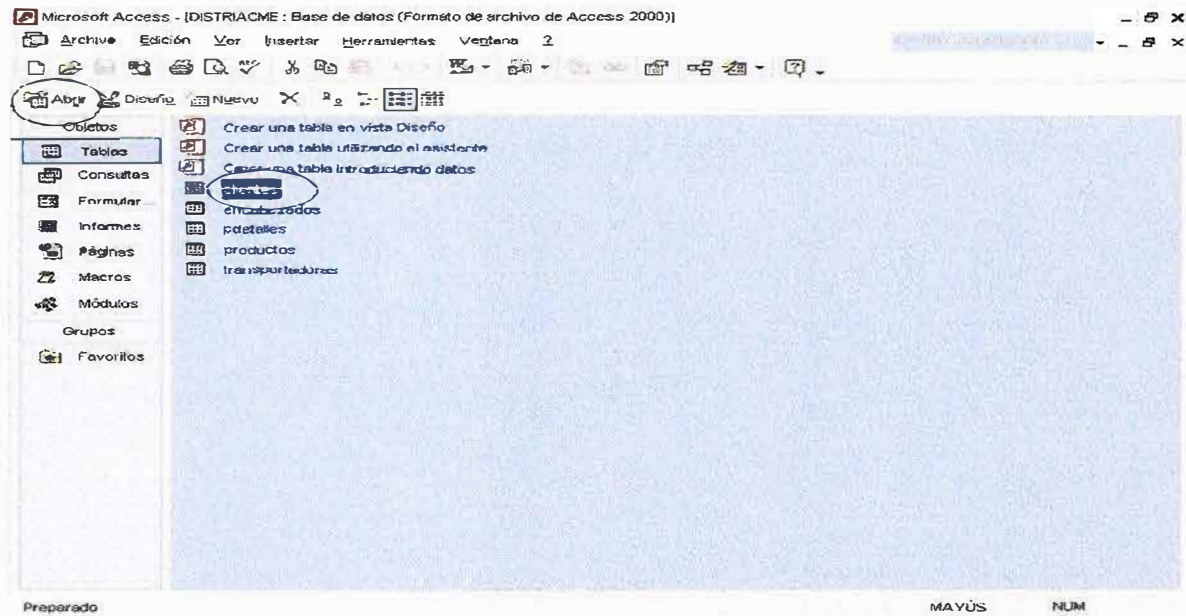 Microsoft Access - [DISTRIACME : Base de datos (Formato de archivo de Access 2000)]
Archivo Edición Ver Insertar Herramientas Ventana ?
Abrir Diseño Nuevo
Objetos
Tablas
Consultas
Formular...
Informes
Páginas
Macros
Módulos
Grupos
Favoritos
Crear una tabla en vista Diseño
Crear una tabla utilizando el asistente
Crear una tabla introduciendo datos
clientes
encabezados
pdetalles
productos
transportadoras
Preparado MAYÚS NUM